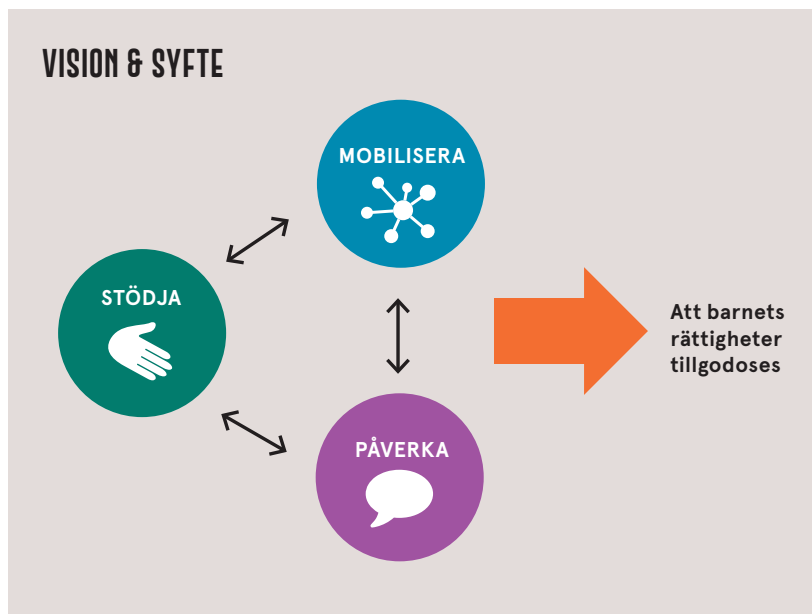 VISION & SYFTE
MOBILISERA
STÖDJA
PÅVERKA
Att barnets
rättigheter
tillgodoses